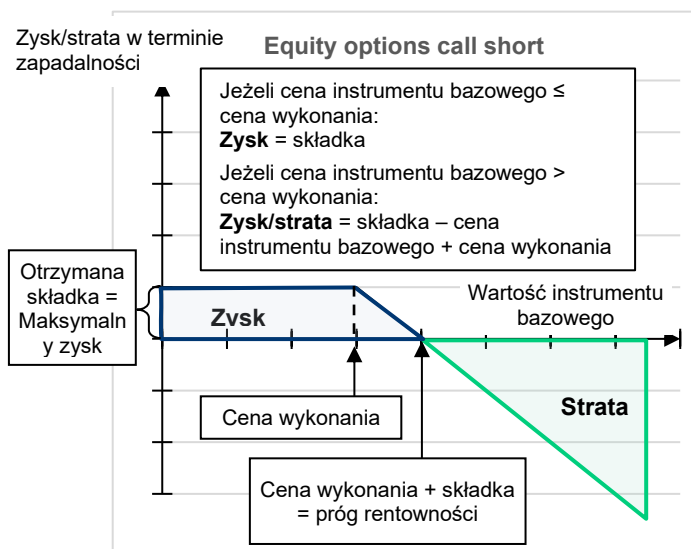 Zysk/strata w terminie
zapadalności
Equity options call short
Jeżeli cena instrumentu bazowego ≤
cena wykonania:
Zysk = składka
Jeżeli cena instrumentu bazowego >
cena wykonania:
Zysk/strata = składka – cena
instrumentu bazowego + cena wykonania
Otrzymana
składka =
Maksymaln
y zysk
Zysk
Wartość instrumentu
bazowego
Cena wykonania
Strata
Cena wykonania + składka
= próg rentowności